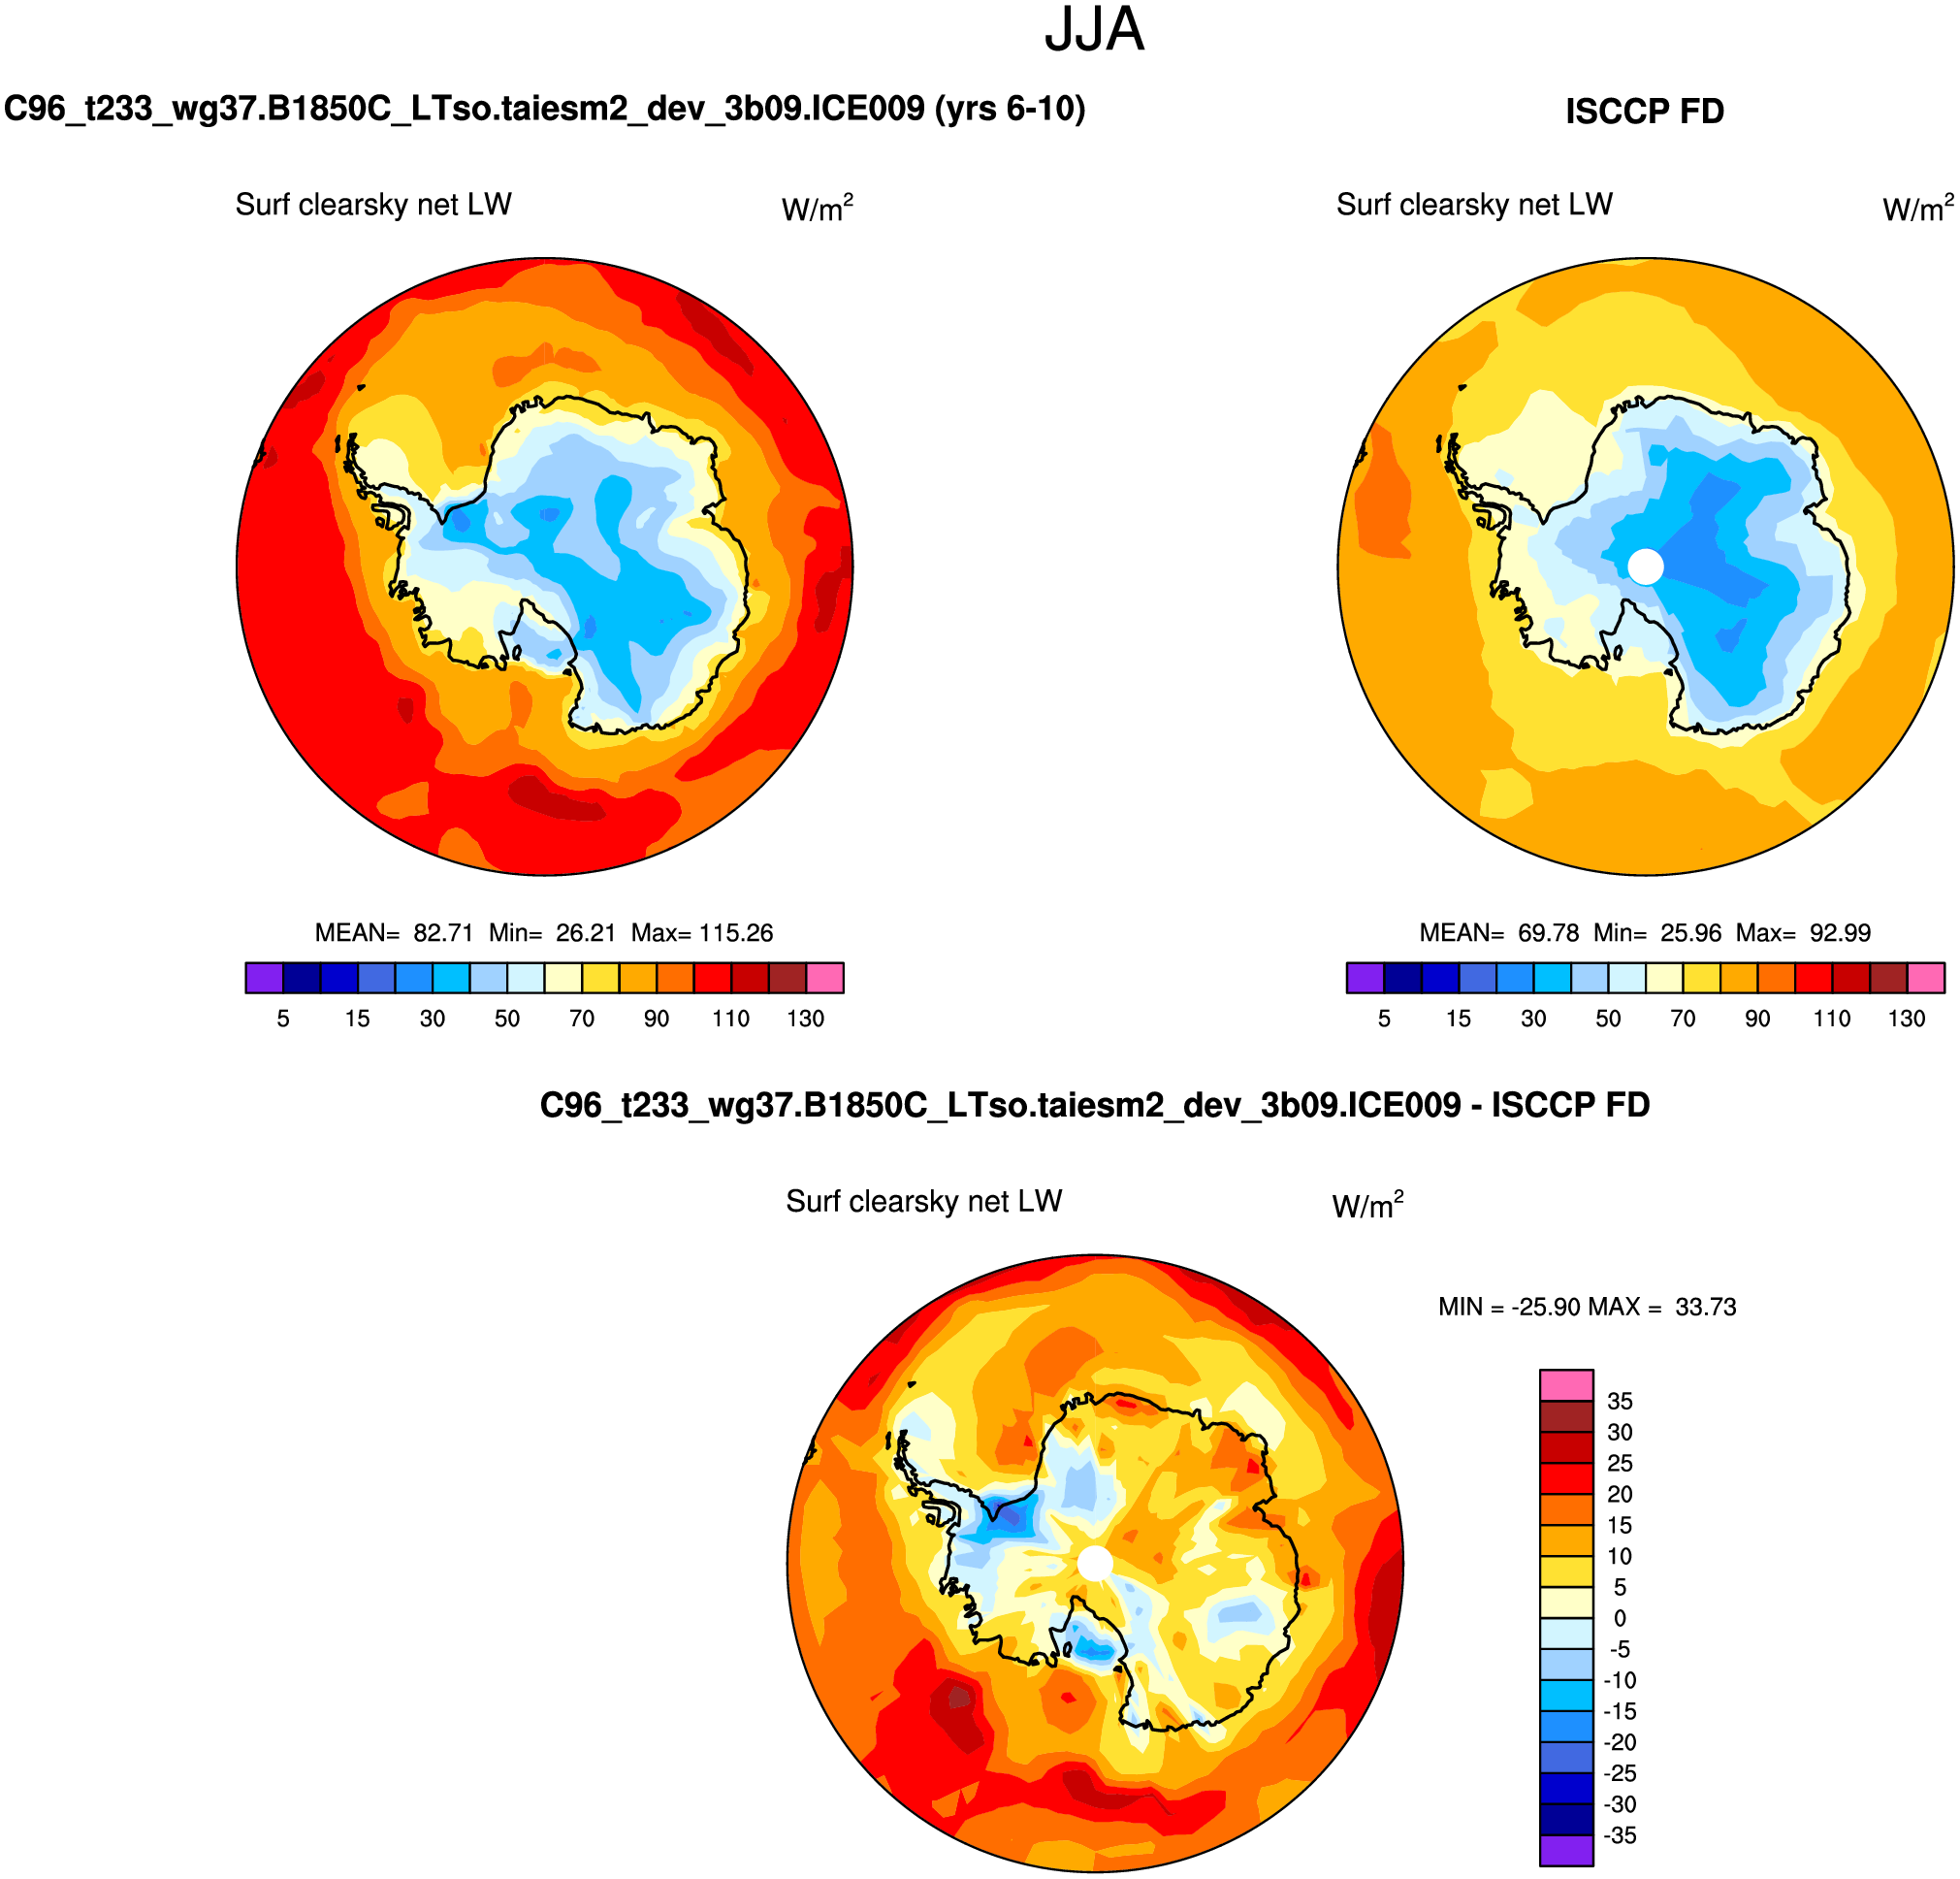 JJA
C96_t233_wg37.B1850C_LTso.taiesm2_dev_3b09.ICE009 (yrs 6-10)
ISCCP FD
Surf clearsky net LW W/m2
Surf clearsky net LW W/m2
MEAN= 82.71 Min= 26.21 Max= 115.26
MEAN= 69.78 Min= 25.96 Max= 92.99
5 15 30 50 70 90 110 130
5 15 30 50 70 90 110 130
C96_t233_wg37.B1850C_LTso.taiesm2_dev_3b09.ICE009 - ISCCP FD
Surf clearsky net LW W/m2
MIN = -25.90 MAX = 33.73
35
30
25
20
15
10
5
0
-5
-10
-15
-20
-25
-30
-35